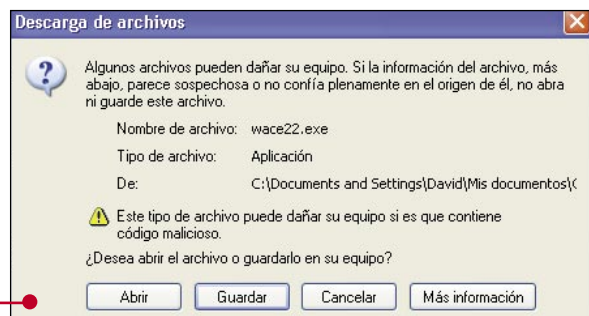 Descarga de archivos
Algunos archivos pueden dañar su equipo. Si la información del archivo, más
abajo, parece sospechosa o no confía plenamente en el origen de él, no abra
ni guarde este archivo.
Nombre de archivo: wace22.exe
Tipo de archivo: Aplicación
De: C:\Documents and Settings\David\Mis documentos\(
Este tipo de archivo puede dañar su equipo si es que contiene
código malicioso.
¿Desea abrir el archivo o guardarlo en su equipo?
Abrir Guardar Cancelar Más información